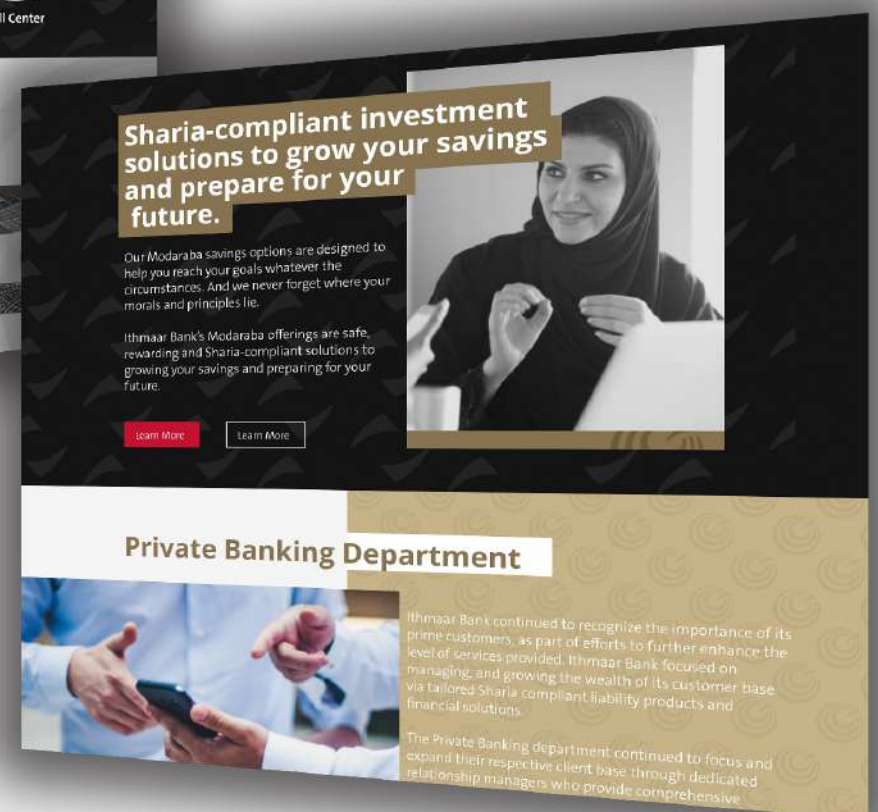 ll Center
Sharia-compliant investment
solutions to grow your savings
and prepare for your
future.
Our Modaraba savings options are designed to
help you reach your goals whatever the
circumstances. And we never forget where your
morals and principles lie.
Ithmaar Bank's Modaraba offerings are safe,
rewarding and Sharia-compliant solutions to
growing your savings and preparing for your
future.
Learn More
Learn More
Private Banking Department
Ithmaar Bank continued to recognize the importance of its
prime customers, as part of efforts to further enhance the
level of services provided. Ithmaar Bank focused on
managing, and growing the wealth of its customer base
via tailored Sharia compliant liability products and
financial solutions.
The Private Banking department continued to focus and
expand their respective client base through dedicated
relationship managers who provide comprehensive